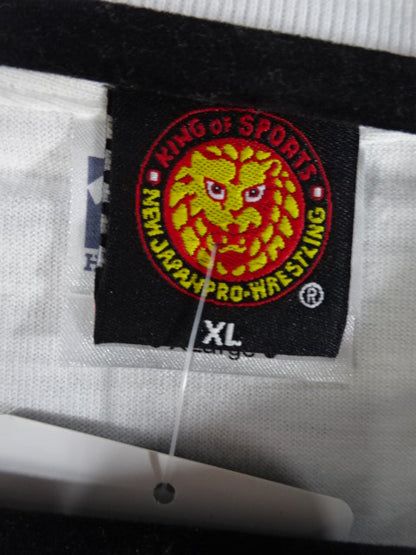 KING OF SPORTS
NEW JAPAN PRO-WRESTLING
®
XL
H